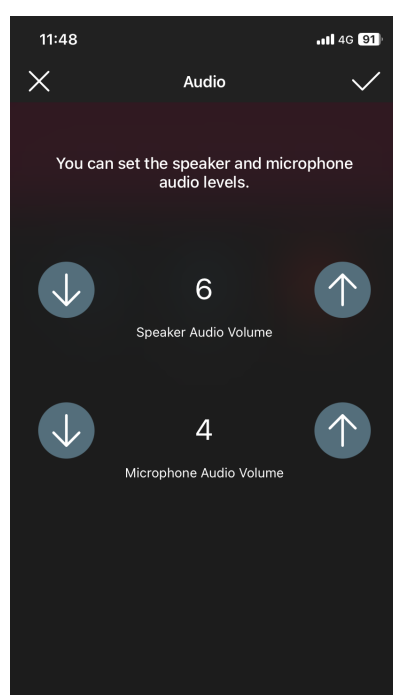 11:48
4G 91
Audio
You can set the speaker and microphone
audio levels.
6
Speaker Audio Volume
4
Microphone Audio Volume